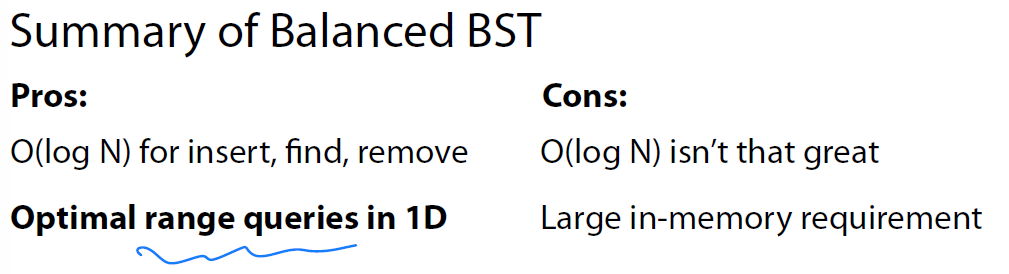 Summary of Balanced BST
Pros:
Cons:
O(log N) for insert, find, remove
O(log N) isn't that great
Optimal range queries in 1D
Large in-memory requirement